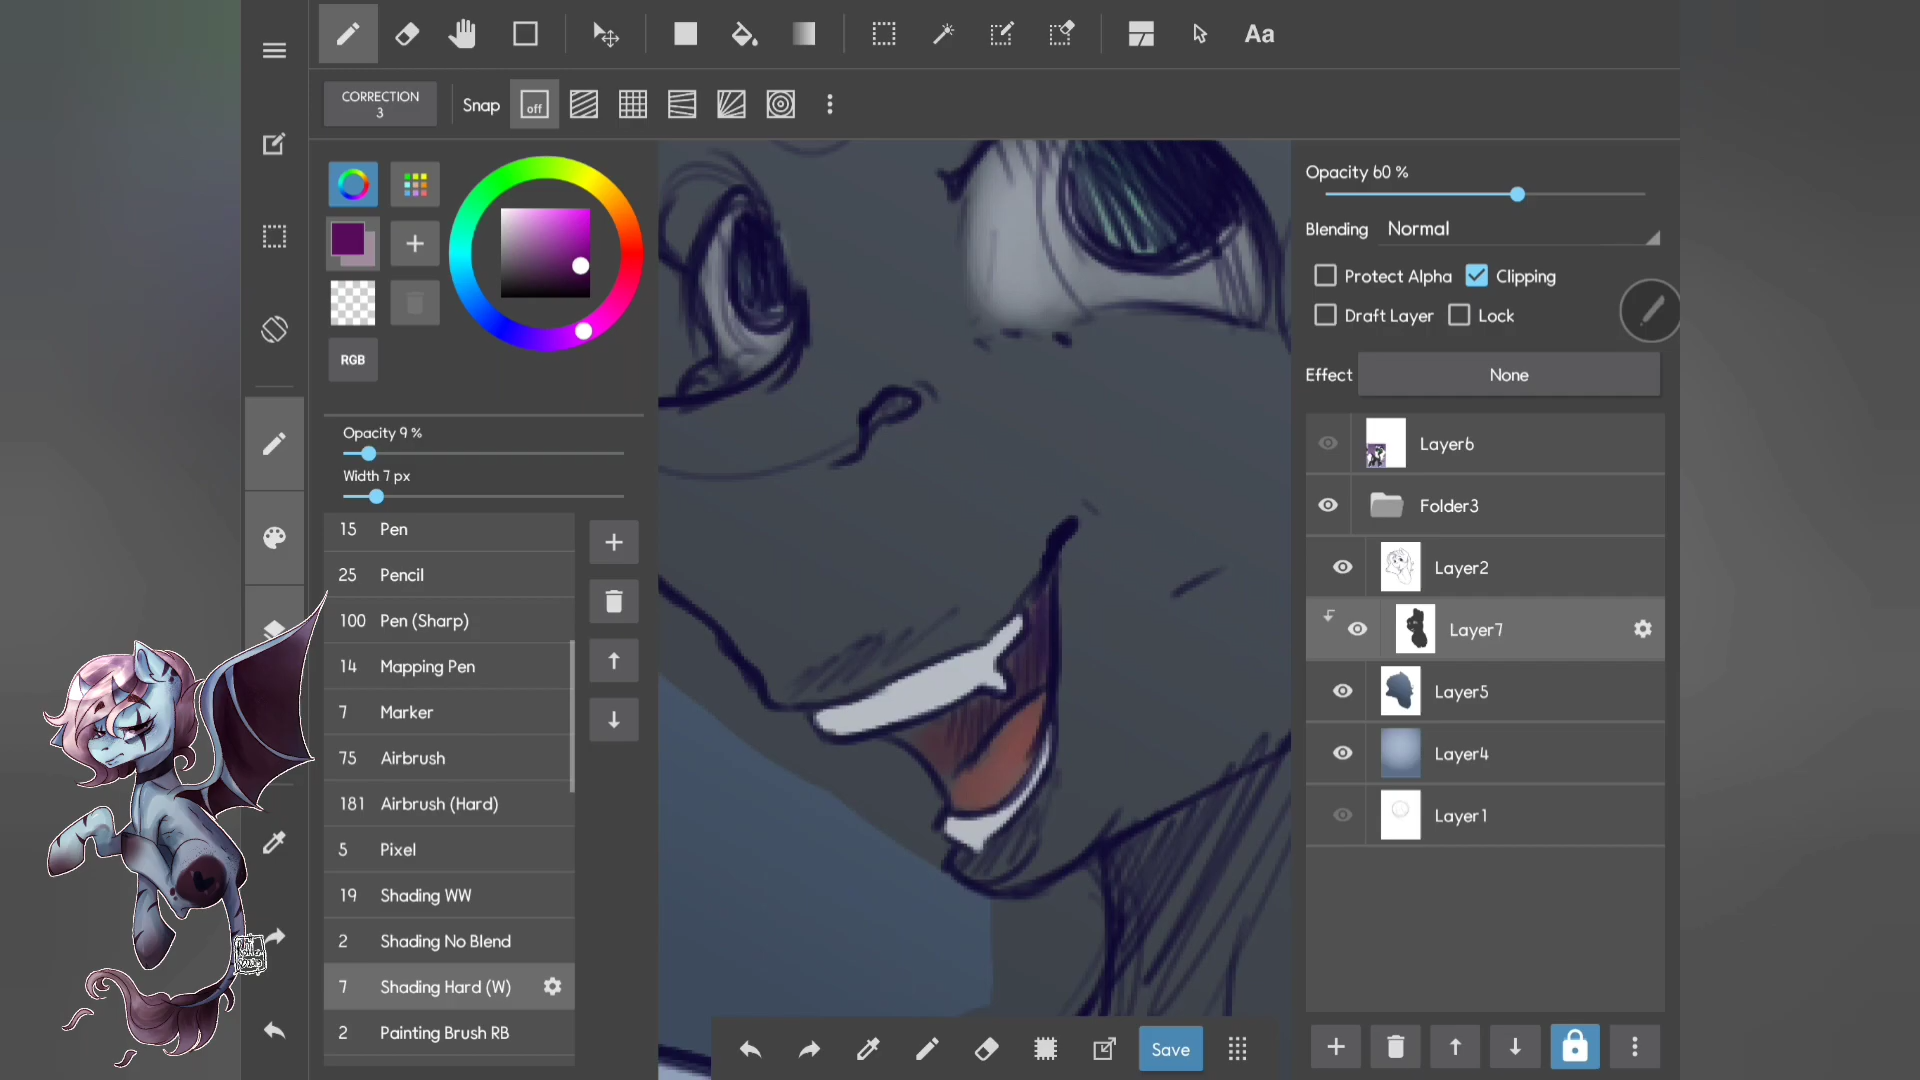 Aa
CORRECTION
3
Snap
off
RGB
Opacity 9 %
Width 7 px
15 Pen
25 Pencil
100 Pen (Sharp)
14 Mapping Pen
7 Marker
75 Airbrush
181 Airbrush (Hard)
5 Pixel
19 Shading WW
2 Shading No Blend
7 Shading Hard (W)
2 Painting Brush RB
Save
Opacity 60 %
Blending Normal
Protect Alpha Clipping
Draft Layer Lock
Effect None
Layer6
Folder3
Layer2
Layer7
Layer5
Layer4
Layer1